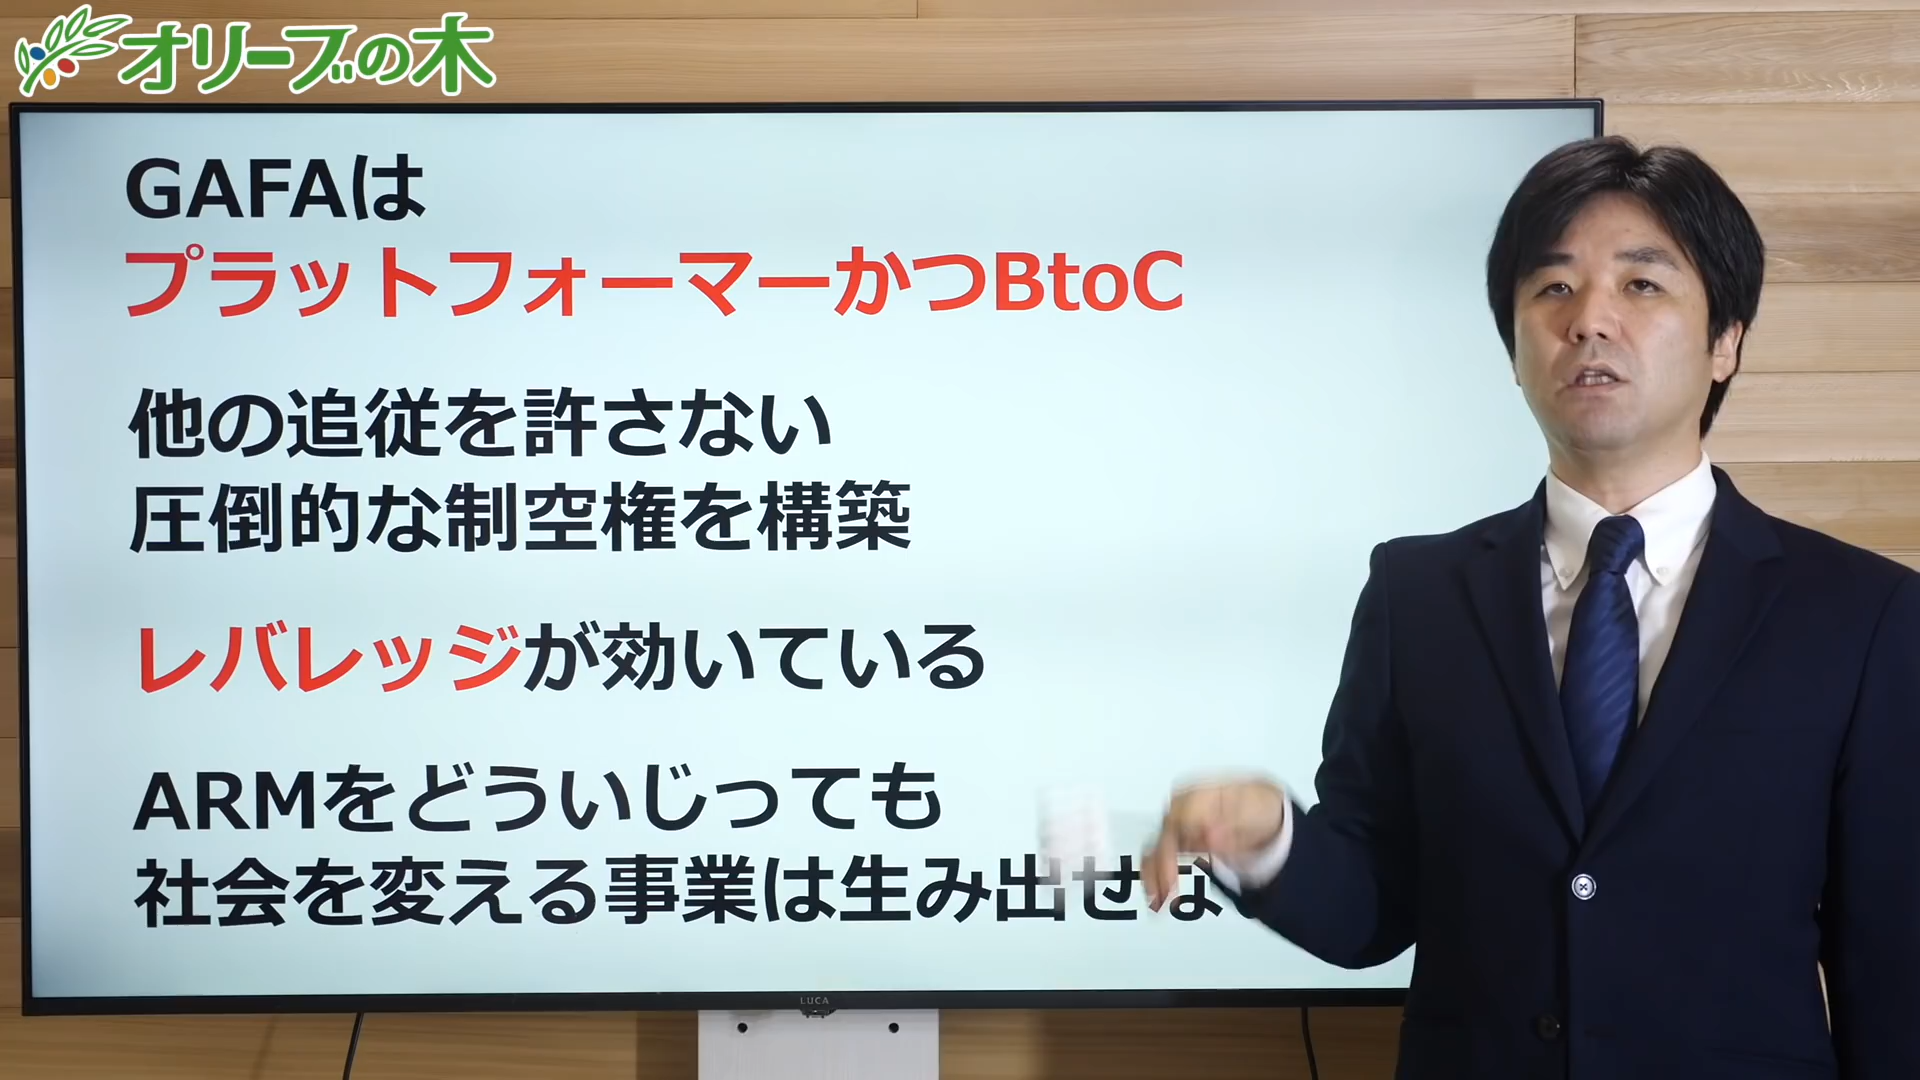 オリーブの木
GAFAは
プラットフォーマーかつBtoC
他の追従を許さない
圧倒的な制空権を構築
レバレッジが効いている
ARMをどういじっても
社会を変える事業は生み出せな
LUCA